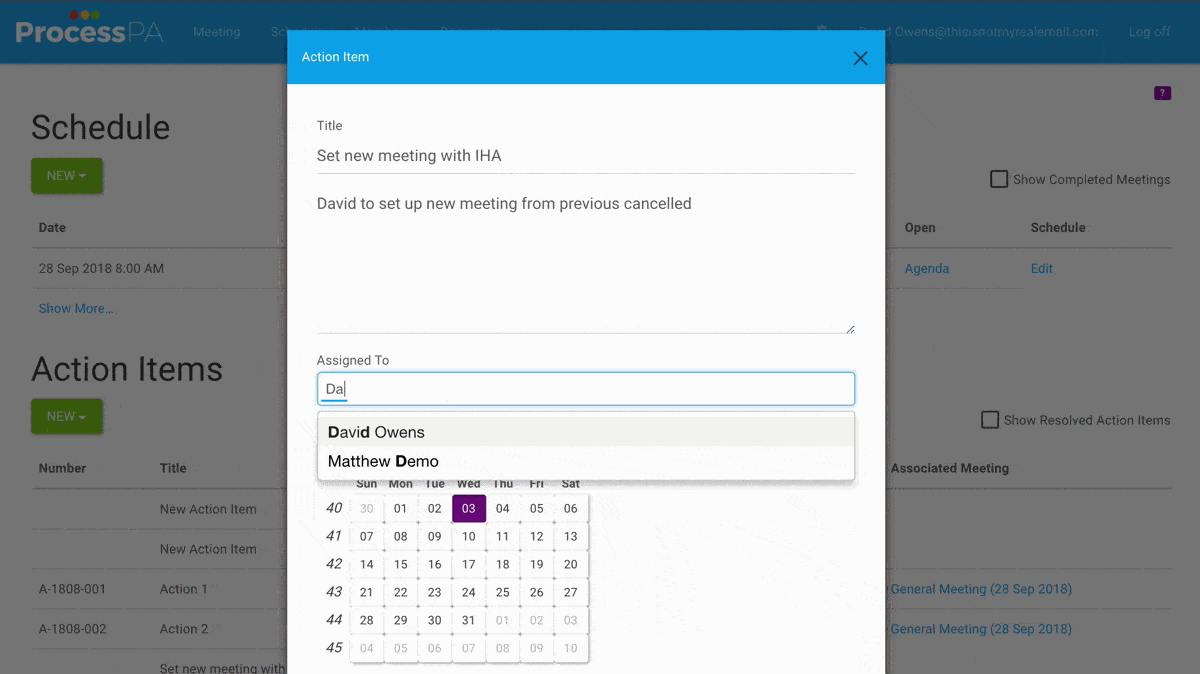 ProcessPA Meeting Log off
Owens@thisisnotmyrealemail.com
Action Item
?
Schedule
NEW
Show Completed Meetings
Date Open Schedule
28 Sep 2018 8:00 AM Agenda Edit
Show More...
Title
Set new meeting with IHA
David to set up new meeting from previous cancelled
Assigned To
Da
David Owens
Matthew Demo
Action Items
NEW
Show Resolved Action Items
Number Title Associated Meeting
New Action Item
New Action Item
A-1808-001 Action 1 General Meeting (28 Sep 2018)
A-1808-002 Action 2 General Meeting (28 Sep 2018)
Set new meeting with
Sun Mon Tue Wed Thu Fri Sat
40 30 01 02 03 04 05 06
41 07 08 09 10 11 12 13
42 14 15 16 17 18 19 20
43 21 22 23 24 25 26 27
44 28 29 30 31 01 02 03
45 04 05 06 07 08 09 10